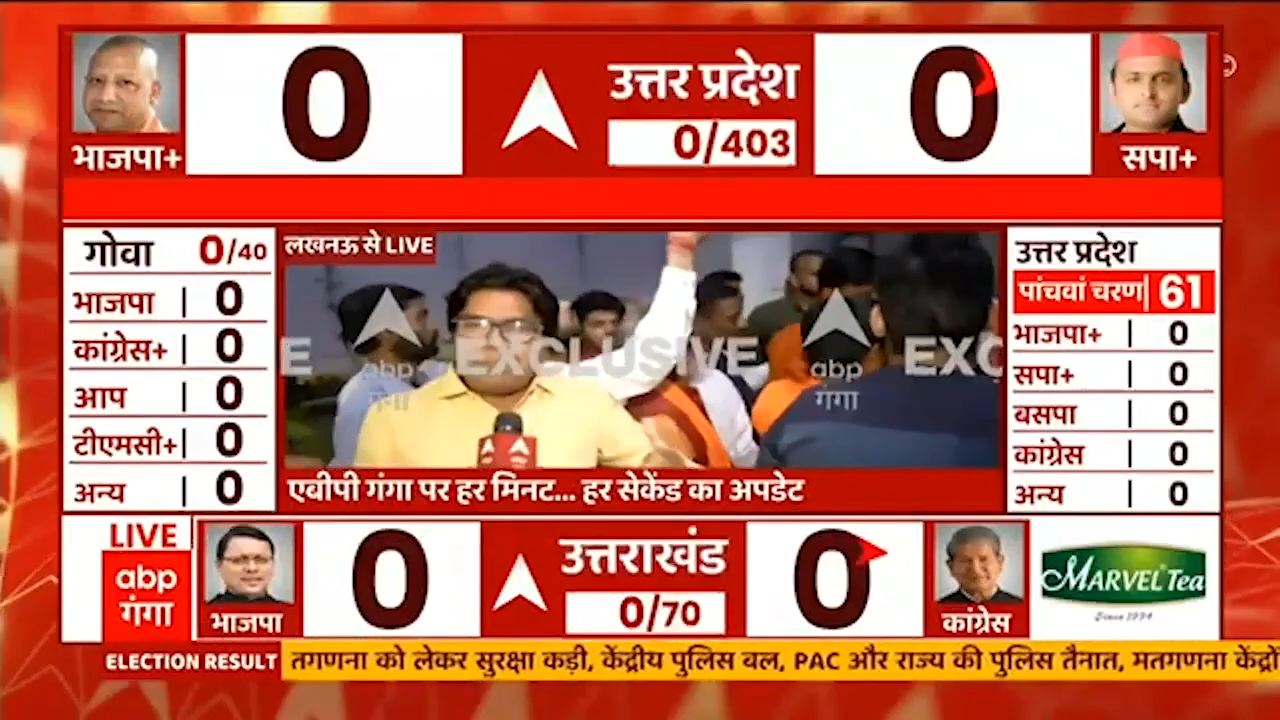 0
उत्तर प्रदेश
0/403
0
भाजपा+
सपा+
गोवा 0/40
भाजपा 0
कांग्रेस+ 0
आप 0
टीएमसी+ 0
अन्य 0
लखनऊ से LIVE
E EXCLUSIVE EXC
abp गंगा
abp गंगा
एबीपी गंगा पर हर मिनट... हर सेकेंड का अपडेट
उत्तर प्रदेश
पांचवां चरण 61
भाजपा+ 0
सपा+ 0
बसपा 0
कांग्रेस 0
अन्य 0
LIVE
abp
गंगा
भाजपा
0
उत्तराखंड
0/70
0
कांग्रेस
MARVEL Tea
Since 1994
ELECTION RESULT
तगणना को लेकर सुरक्षा कड़ी, केंद्रीय पुलिस बल, PAC और राज्य की पुलिस तैनात, मतगणना केंद्रों